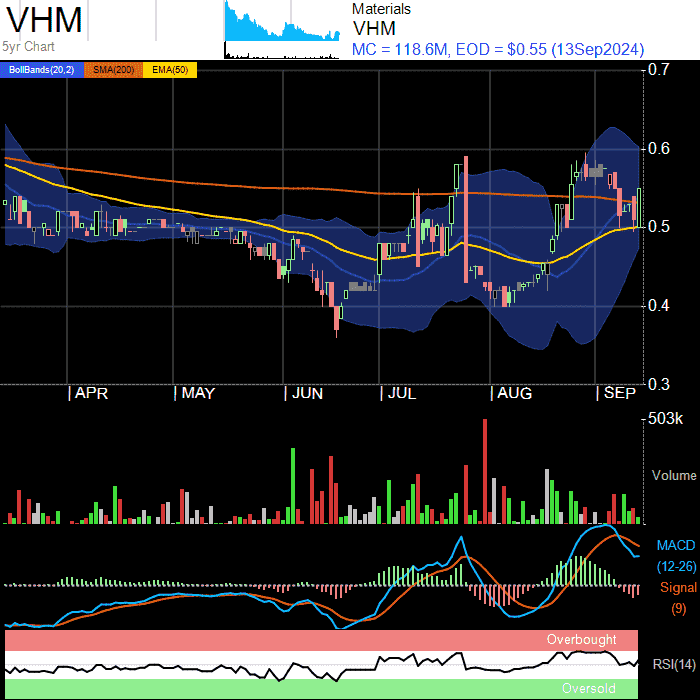 VHM
5yr Chart
Materials
VHM
MC = 118.6M, EOD = $0.55 (13Sep2024)
BollBands(20,2) SMA(200) EMA(50)
0.7
0.6
0.5
0.4
0.3
| APR | MAY | JUN | JUL | AUG | SEP
503k
Volume
MACD
(12-26)
Signal
(9)
Overbought
RSI(14)
Oversold